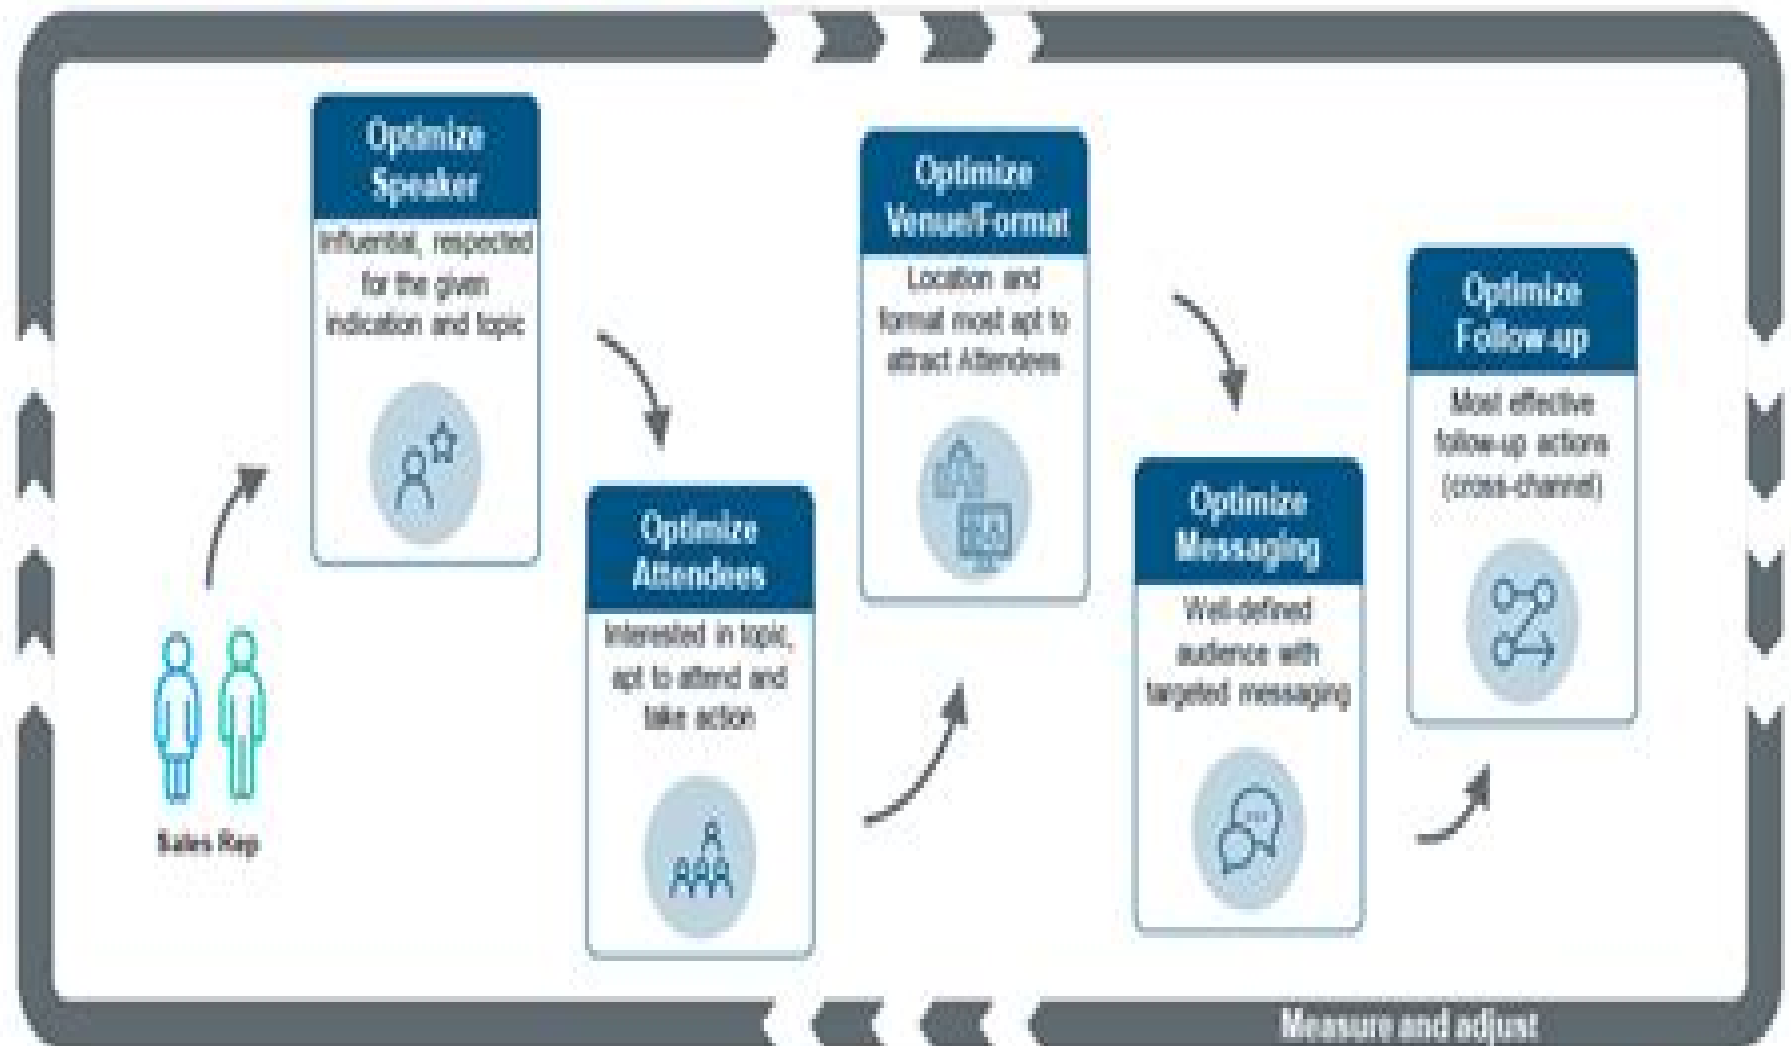 Optimize
Speaker
Influential, respected
for the given
indication and topic
Optimize
Attendees
Interested in topic,
apt to attend and
take action
Optimize
Venue/Format
Location and
format most apt to
attract Attendees
Optimize
Messaging
Well-defined
audience with
targeted messaging
Optimize
Follow-up
Most effective
follow-up actions
(cross-channel)
Sales Rep
Measure and adjust